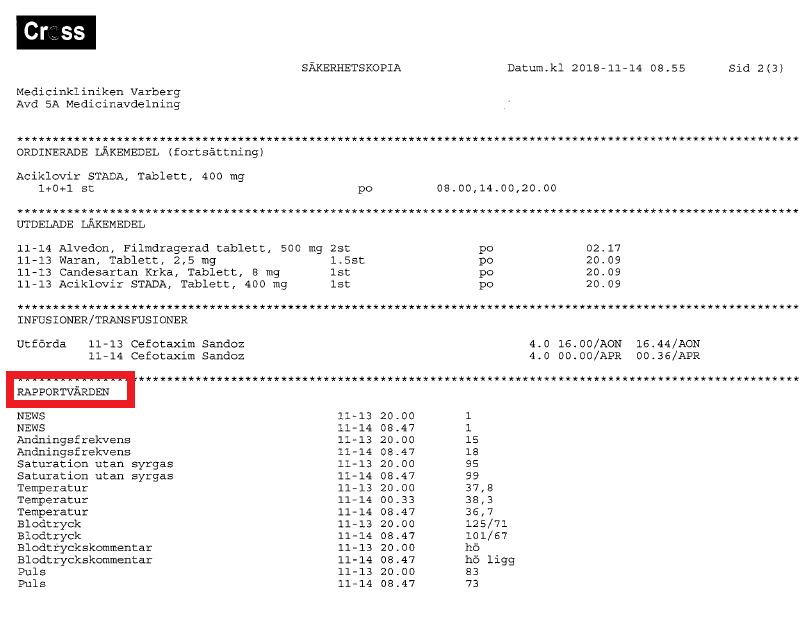 Cross
SÄKERHETSKOPIA Datum.kl 2018-11-14 08.55 Sid 2(3)
Medicinkliniken Varberg
Avd 5A Medicinavdelning
****************************************************************************************************
ORDINERADE LÄKEMEDEL (fortsättning)
Aciklovir STADA, Tablett, 400 mg
1+0+1 st po 08.00,14.00,20.00
****************************************************************************************************
UTDELADE LÄKEMEDEL
11-14 Alvedon, Filmdragerad tablett, 500 mg 2st po 02.17
11-13 Waran, Tablett, 2,5 mg 1.5st po 20.09
11-13 Candesartan Krka, Tablett, 8 mg 1st po 20.09
11-13 Aciklovir STADA, Tablett, 400 mg 1st po 20.09
****************************************************************************************************
INFUSIONER/TRANSFUSIONER
Utförda 11-13 Cefotaxim Sandoz 4.0 16.00/AON 16.44/AON
11-14 Cefotaxim Sandoz 4.0 00.00/APR 00.36/APR
****************************************************************************************************
RAPPORTVÄRDEN
NEWS 11-13 20.00 1
NEWS 11-14 08.47 1
Andningsfrekvens 11-13 20.00 15
Andningsfrekvens 11-14 08.47 18
Saturation utan syrgas 11-13 20.00 95
Saturation utan syrgas 11-14 08.47 99
Temperatur 11-13 20.00 37,8
Temperatur 11-14 00.33 38,3
Temperatur 11-14 08.47 36,7
Blodtryck 11-13 20.00 125/71
Blodtryck 11-14 08.47 101/67
Blodtryckskommentar 11-13 20.00 hö
Blodtryckskommentar 11-14 08.47 hö ligg
Puls 11-13 20.00 83
Puls 11-14 08.47 73